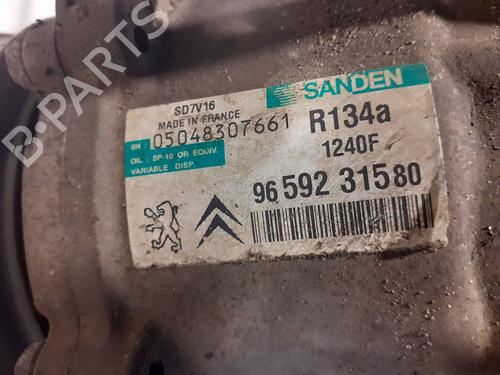 B-PARTS
SANDEN
SD7V16
MADE IN FRANCE
SN : 05048307661
R134a
OIL : SP-10 OR EQUIV.
VARIABLE DISP.
1240F
96 592 315 80